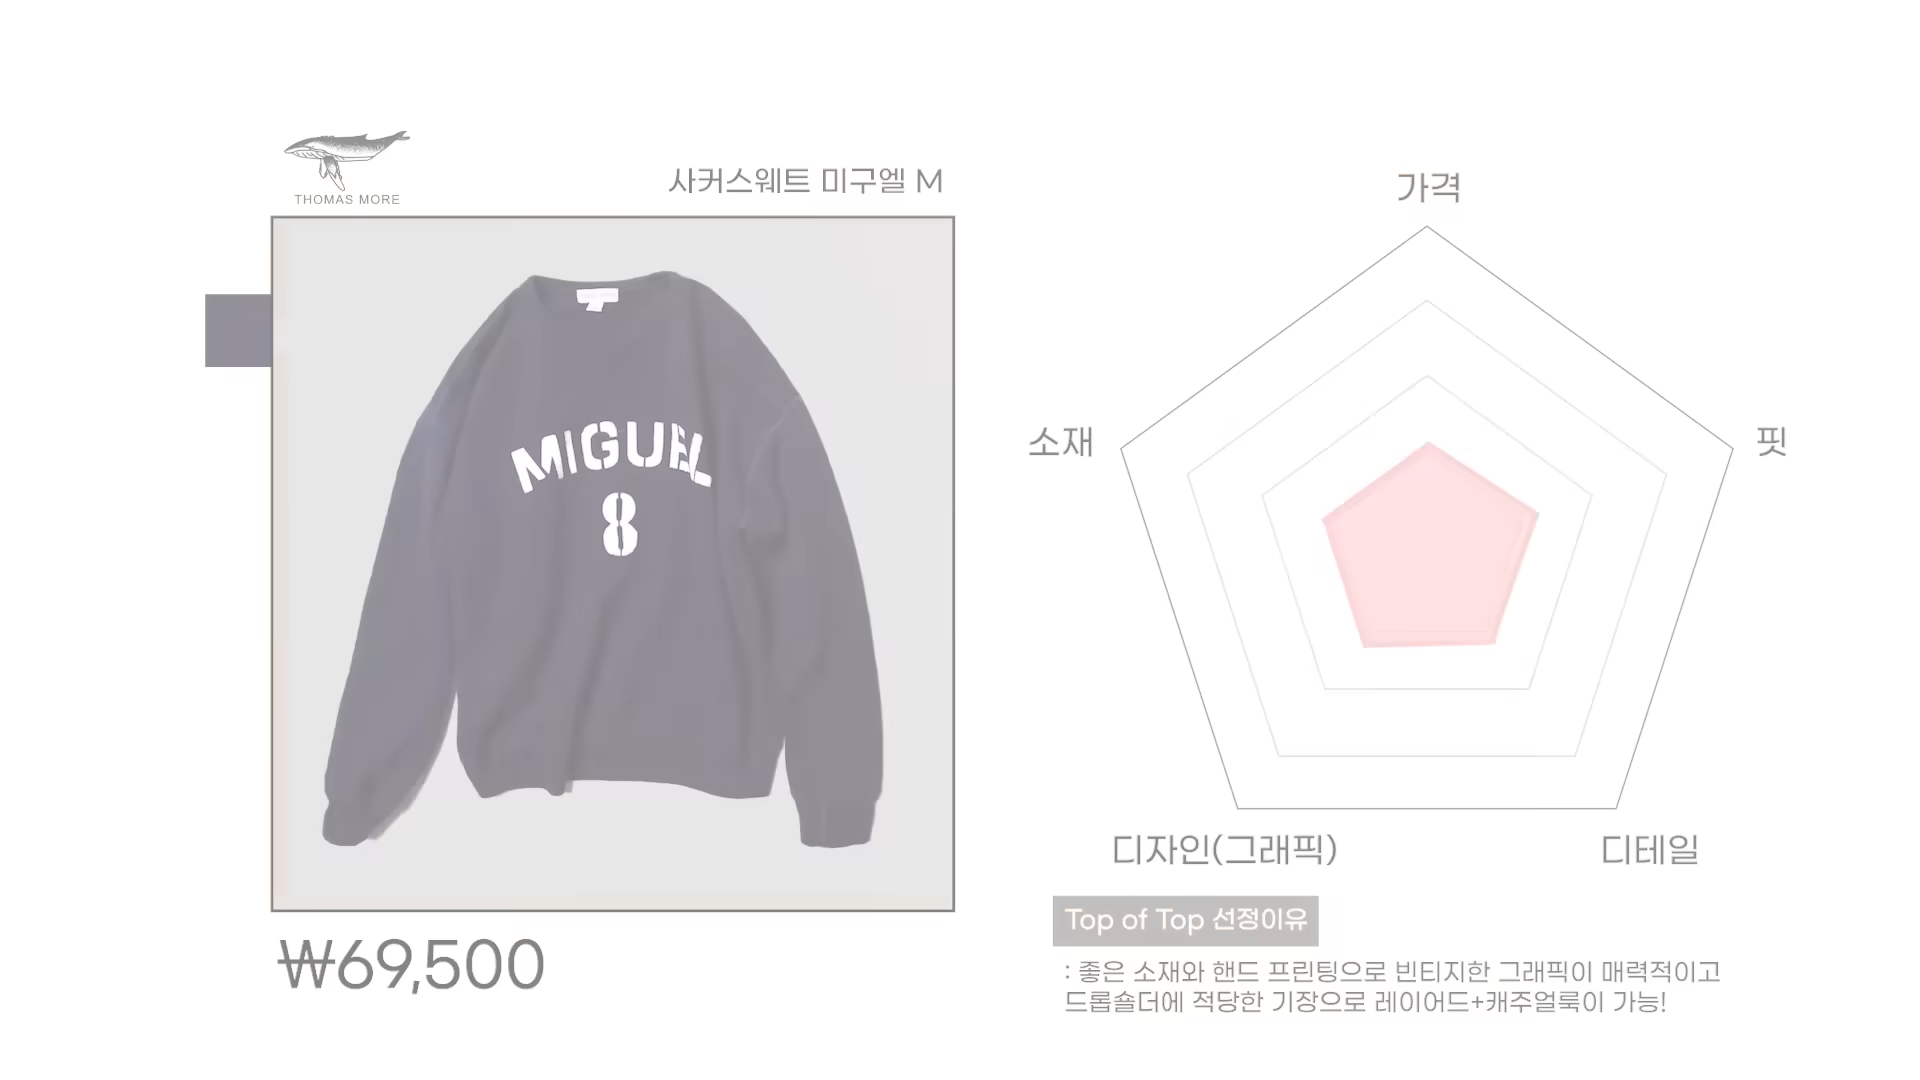 THOMAS MORE
사커스웨트 미구엘 M
MIGUEL
8
₩69,500
가격
소재
핏
디자인(그래픽)
디테일
Top of Top 선정이유
: 좋은 소재와 핸드 프린팅으로 빈티지한 그래픽이 매력적이고
드롭숄더에 적당한 기장으로 레이어드+캐주얼룩이 가능!